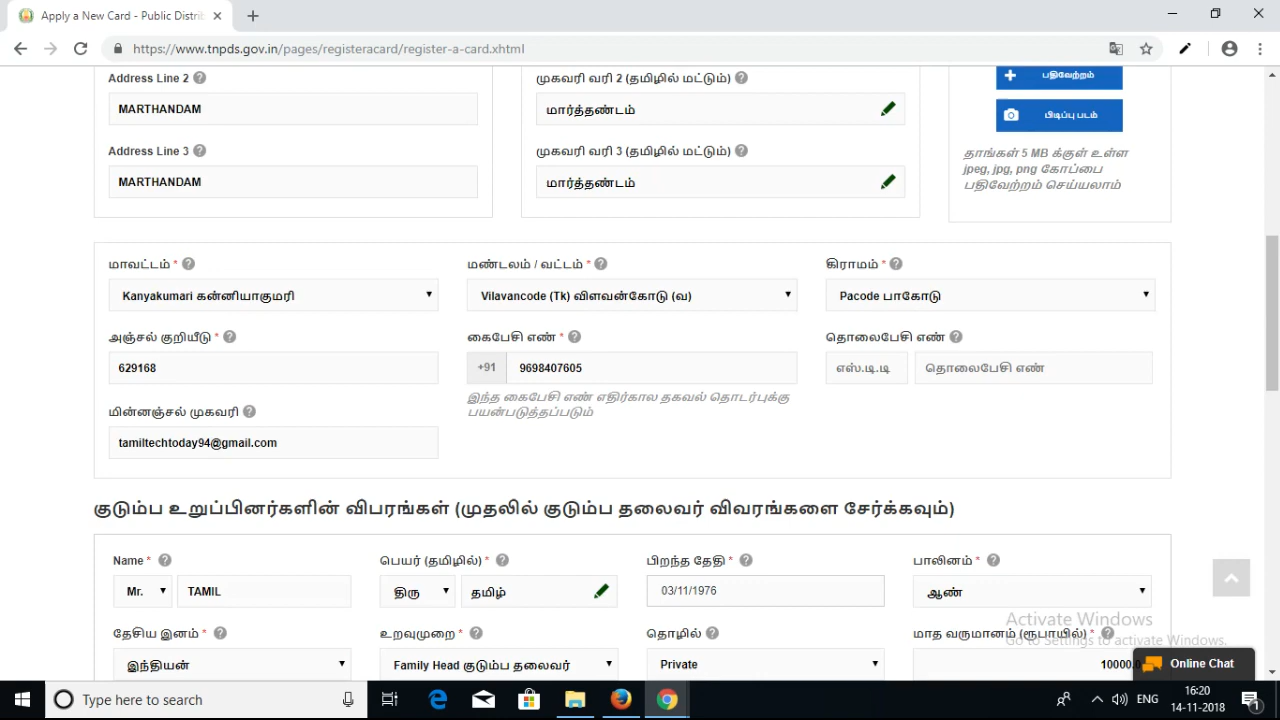 Apply a New Card - Public Distrib
https://www.tnpds.gov.in/pages/registeracard/register-a-card.xhtml
Address Line 2
முகவரி வரி 2 (தமிழில் மட்டும்)
பதிவேற்றம்
MARTHANDAM
மார்த்தண்டம்
பிடிப்பு படம்
Address Line 3
முகவரி வரி 3 (தமிழில் மட்டும்)
தாங்கள் 5 MB க்குள் உள்ள
jpeg, jpg, png கோப்பை
பதிவேற்றம் செய்யலாம்
MARTHANDAM
மார்த்தண்டம்
மாவட்டம் *
மண்டலம் / வட்டம் *
கிராமம் *
Kanyakumari கன்னியாகுமரி
Vilavancode (Tk) விளவன்கோடு (வ)
Pacode பாகோடு
அஞ்சல் குறியீடு *
கைபேசி எண் *
தொலைபேசி எண்
629168
+91 9698407605
எஸ்.டி.டி தொலைபேசி எண்
இந்த கைபேசி எண் எதிர்கால தகவல் தொடர்புக்கு
பயன்படுத்தப்படும்
மின்னஞ்சல் முகவரி
tamiltechtoday94@gmail.com
குடும்ப உறுப்பினர்களின் விபரங்கள் (முதலில் குடும்ப தலைவர் விவரங்களை சேர்க்கவும்)
Name *
பெயர் (தமிழில்) *
பிறந்த தேதி *
பாலினம் *
Mr. TAMIL
திரு தமிழ்
03/11/1976
ஆண்
Activate Windows
Go to Settings to activate Windows.
தேசிய இனம் *
உறவுமுறை *
தொழில்
மாத வருமானம் (ரூபாயில்) *
இந்தியன்
Family Head குடும்ப தலைவர்
Private
10000.0
Online Chat
Type here to search
ENG
16:20
14-11-2018
1